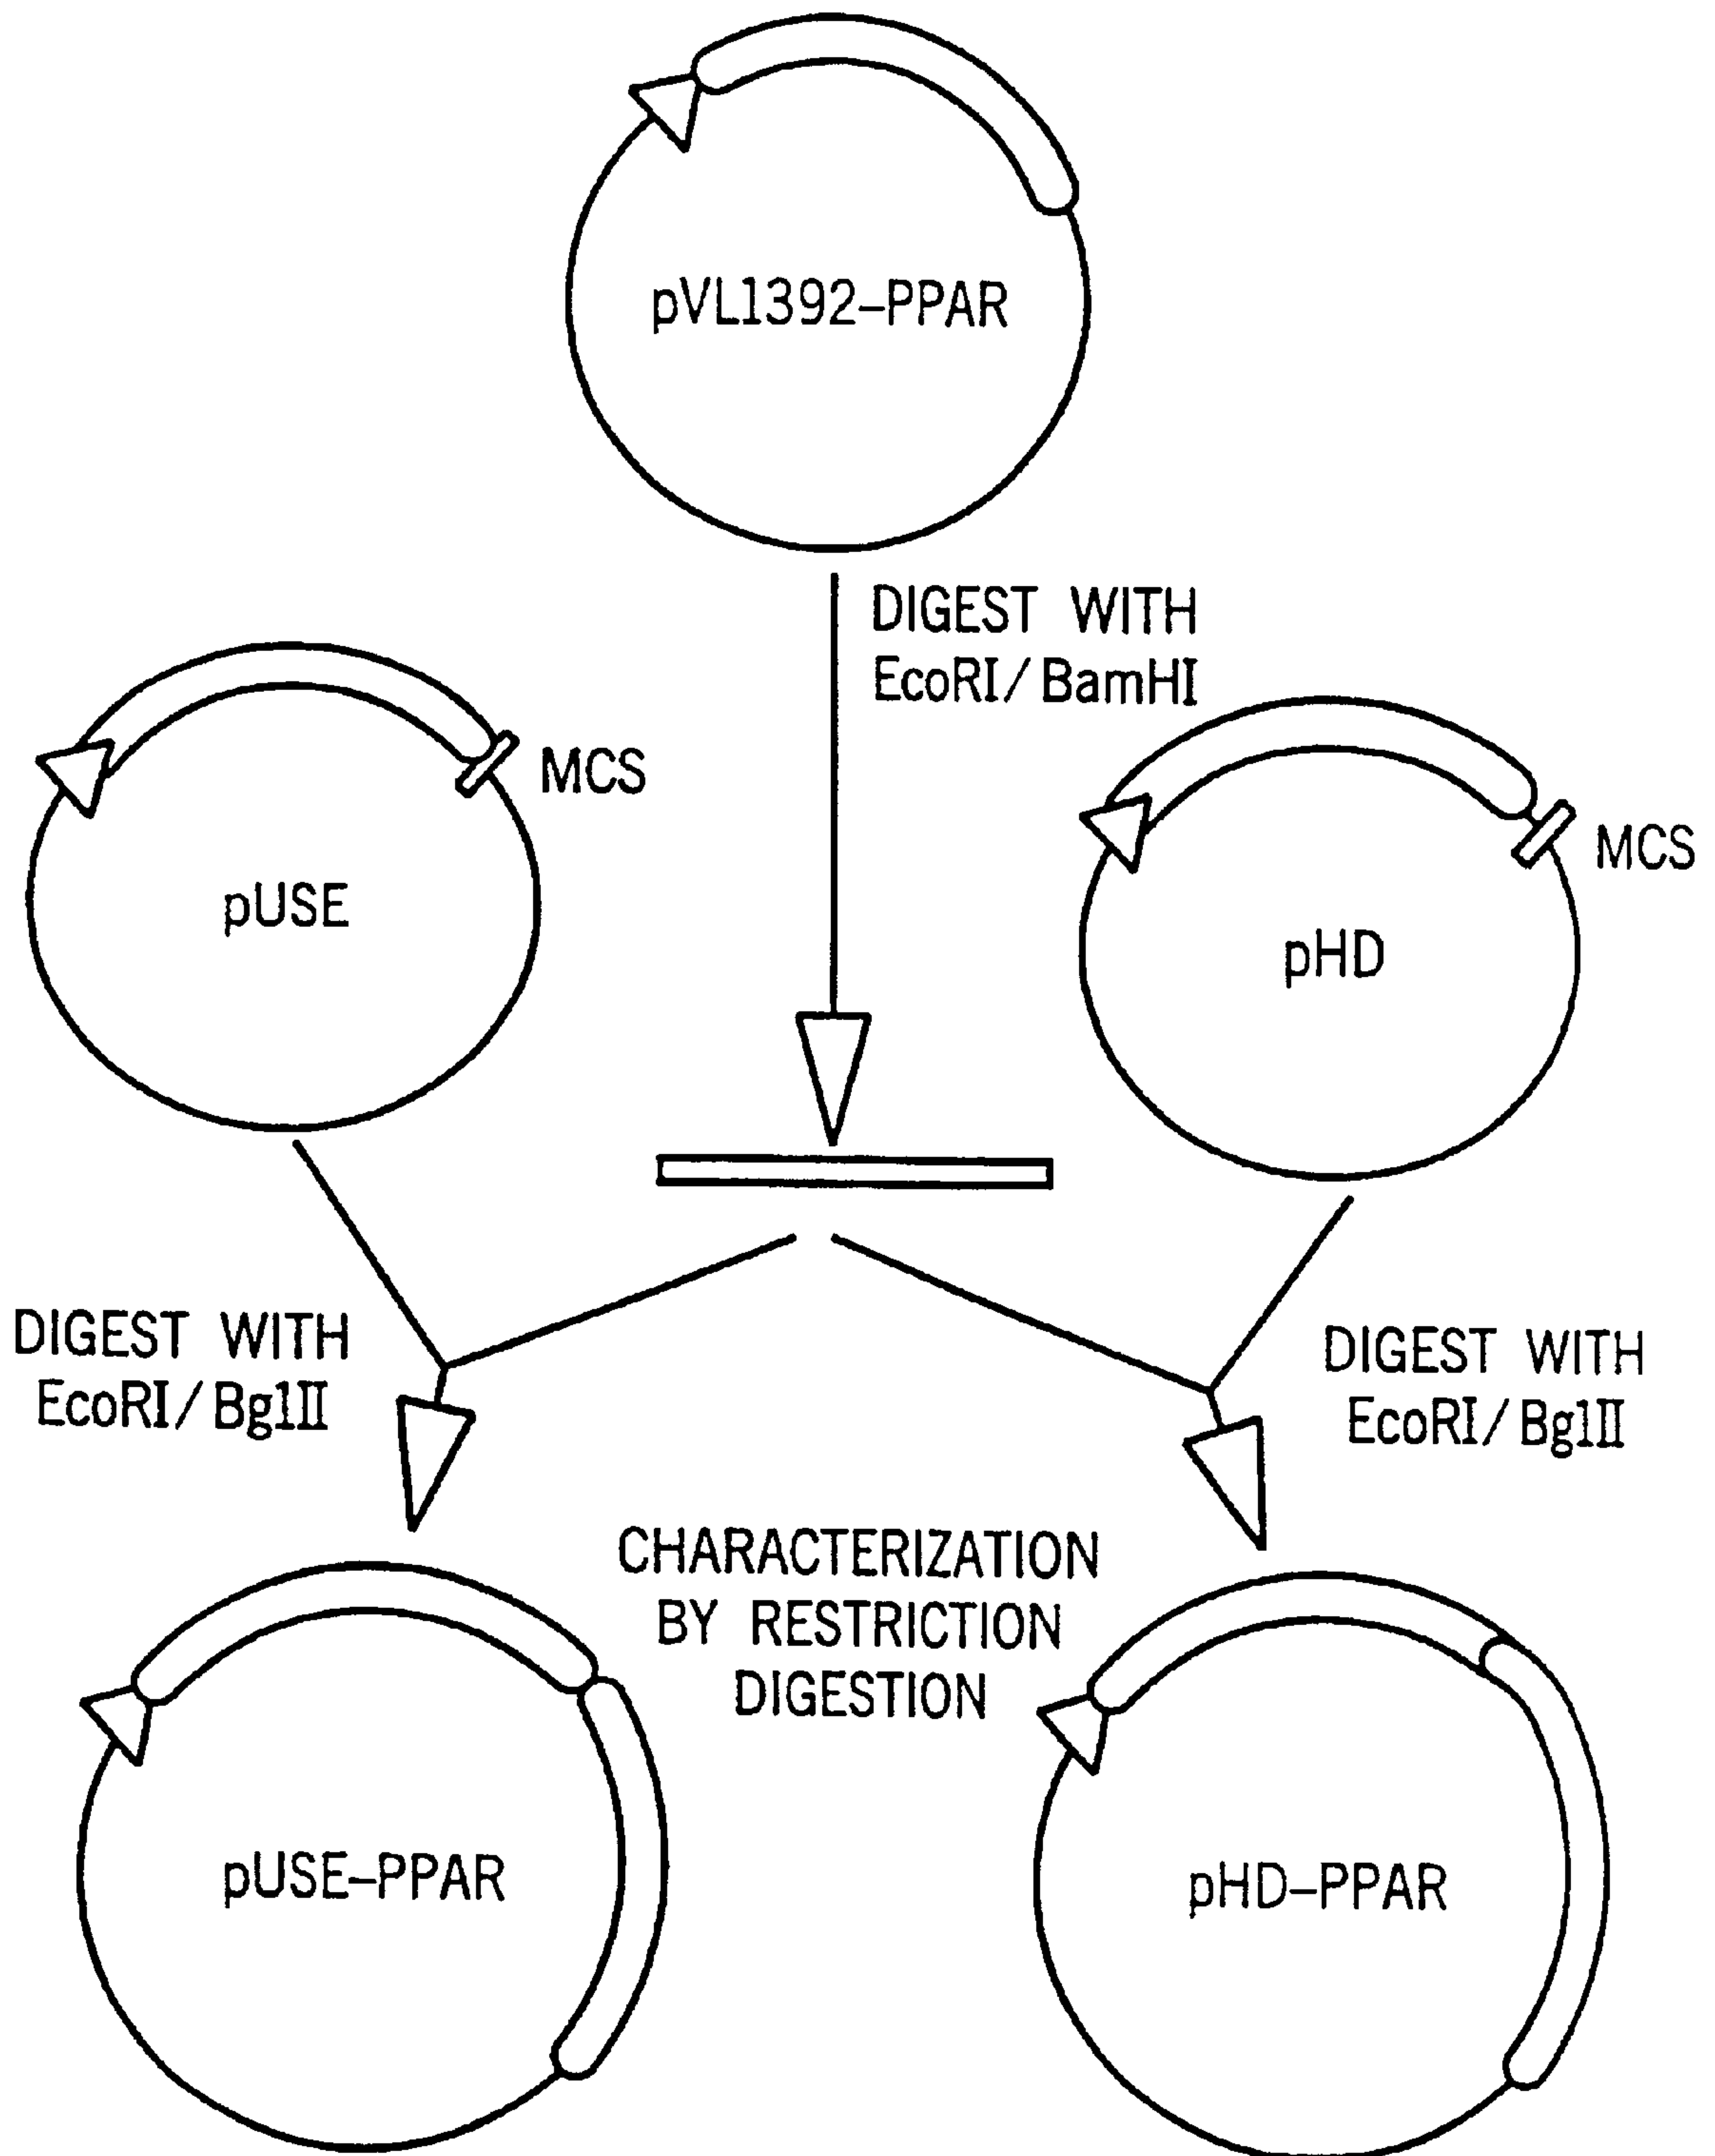 pVL1392-PPAR
DIGEST WITH
EcoRI/BamHI
MCS
pUSE
MCS
pHD
DIGEST WITH
EcoRI/BglII
DIGEST WITH
EcoRI/BglII
CHARACTERIZATION
BY RESTRICTION
DIGESTION
pUSE-PPAR
pHD-PPAR